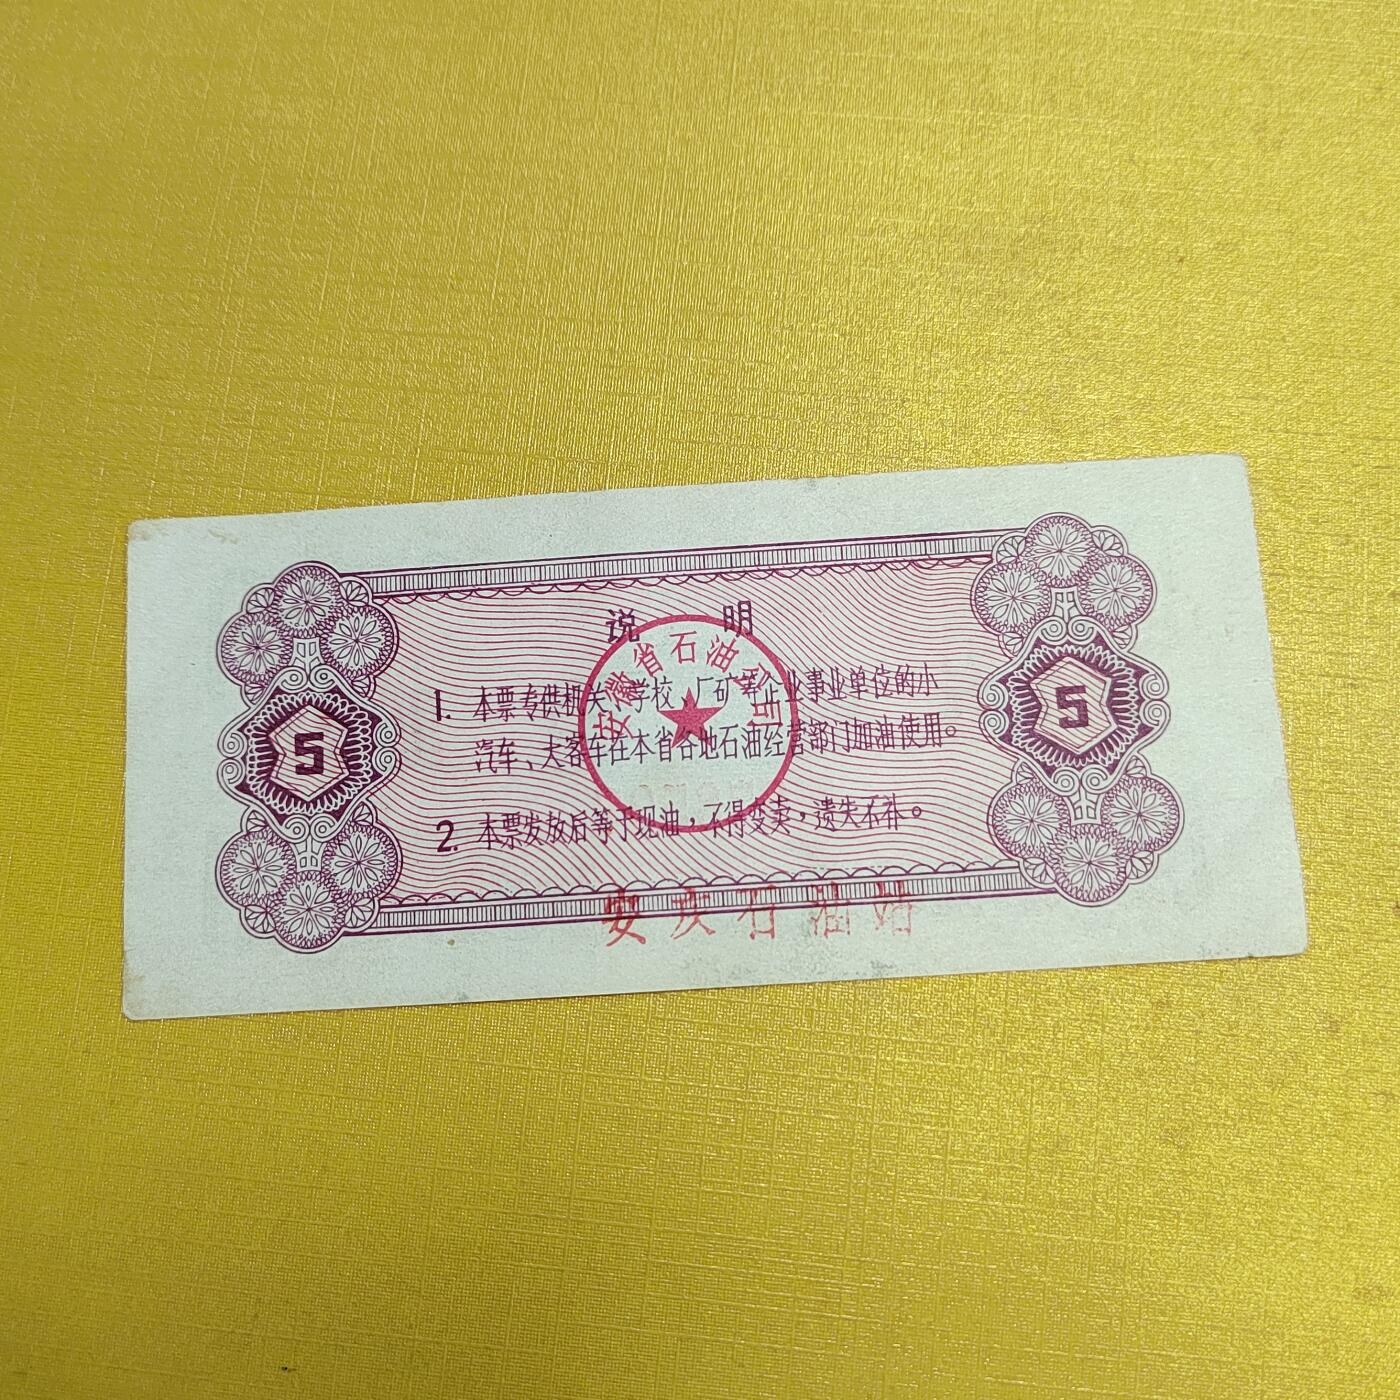 说 明
安徽省石油公司
1. 本票专供机关、学校、厂矿等企业事业单位的小
汽车、大客车在本省各地石油经营部门加油使用。
2. 本票发放后等于现油，不得变卖，遗失不补。
5
5
安庆石油站